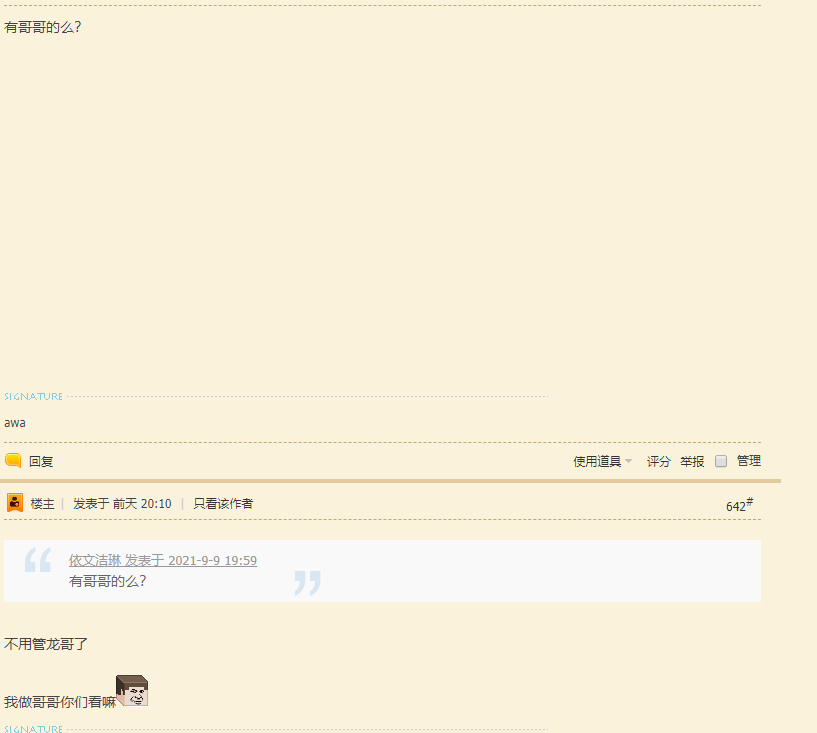 有哥哥的么?
SIGNATURE
awa
回复 使用道具 评分 举报 管理
楼主 | 发表于 前天 20:10 | 只看该作者 642#
依文洁琳 发表于 2021-9-9 19:59
有哥哥的么?
不用管龙哥了
我做哥哥你们看嘛
SIGNATURE